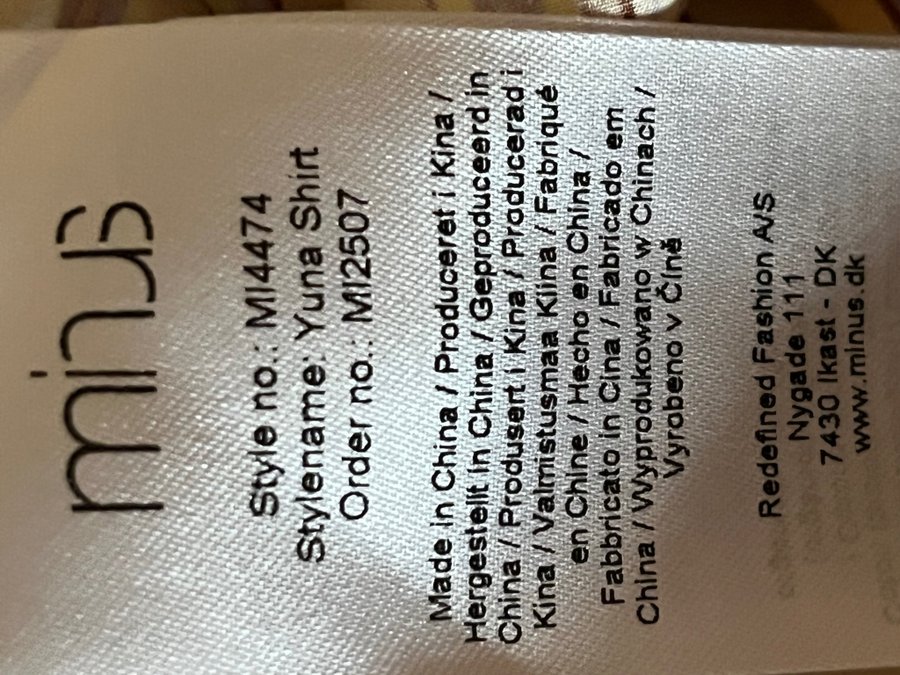 minus
Style no.: MI4474
Stylename: Yuna Shirt
Order no.: MI2507
Made in China / Produceret i Kina /
Hergestellt in China / Geproduceerd in
China / Produsert i Kina / Producerad i
Kina / Valmistusmaa Kiina / Fabriqué
en Chine / Hecho en China /
Fabbricato in Cina / Fabricado em
China / Wyprodukowano w Chinach /
Vyrobeno v Číně
Redefined Fashion A/S
Nygade 111
7430 Ikast - DK
www.minus.dk